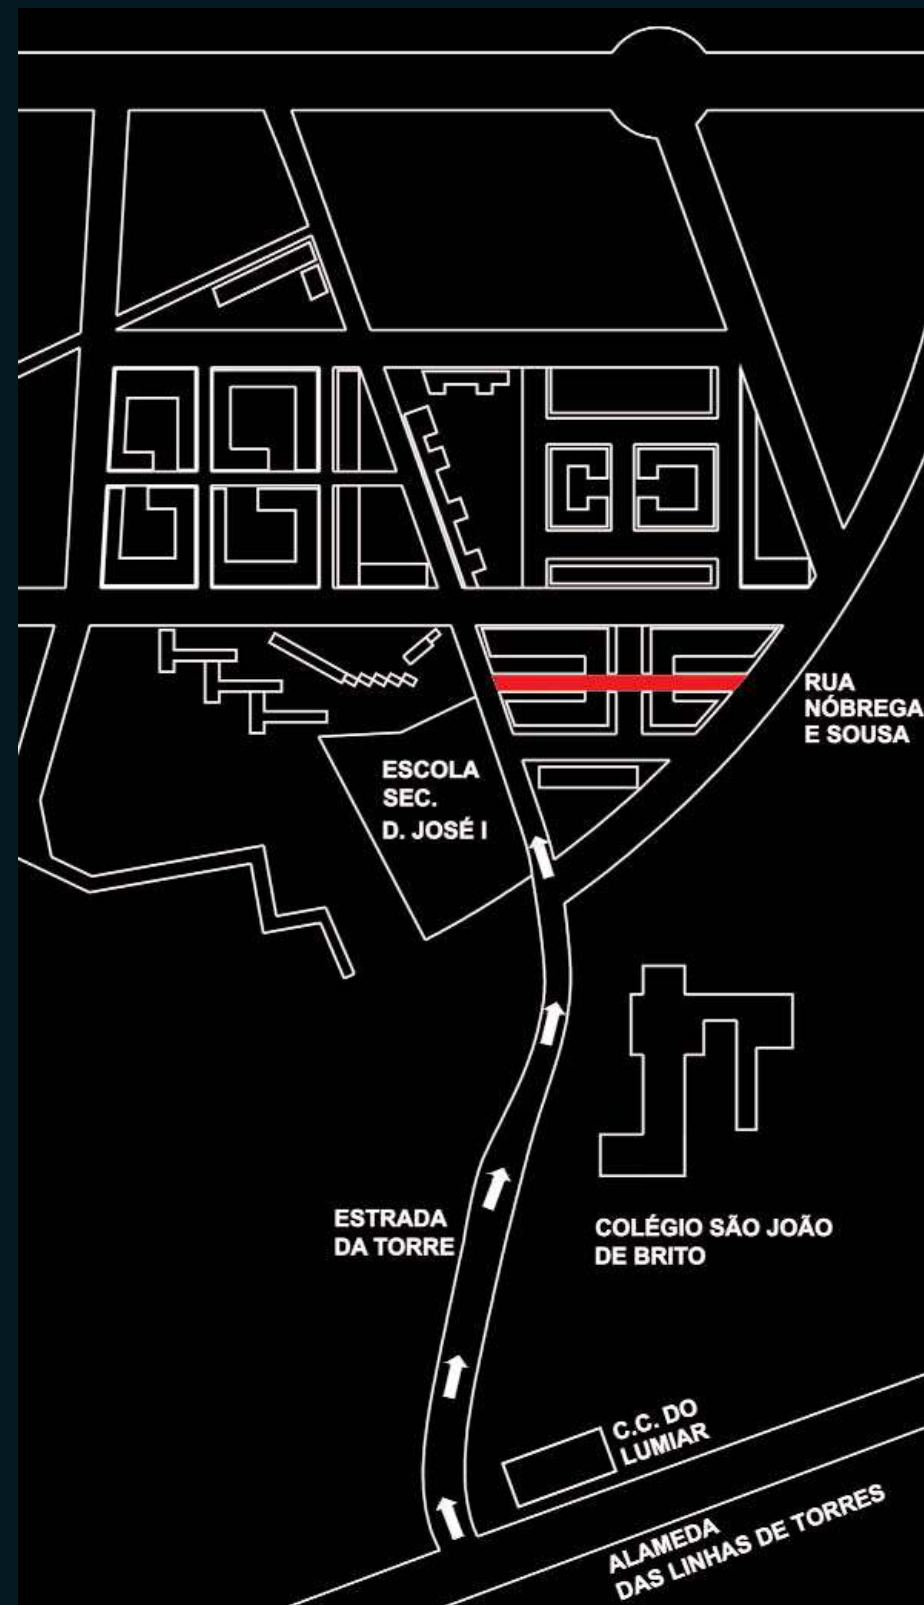 RUA
NÓBREGA
E SOUSA
ESCOLA
SEC.
D. JOSÉ I
ESTRADA
DA TORRE
COLÉGIO SÃO JOÃO
DE BRITO
C.C. DO
LUMIAR
ALAMEDA
DAS LINHAS DE TORRES